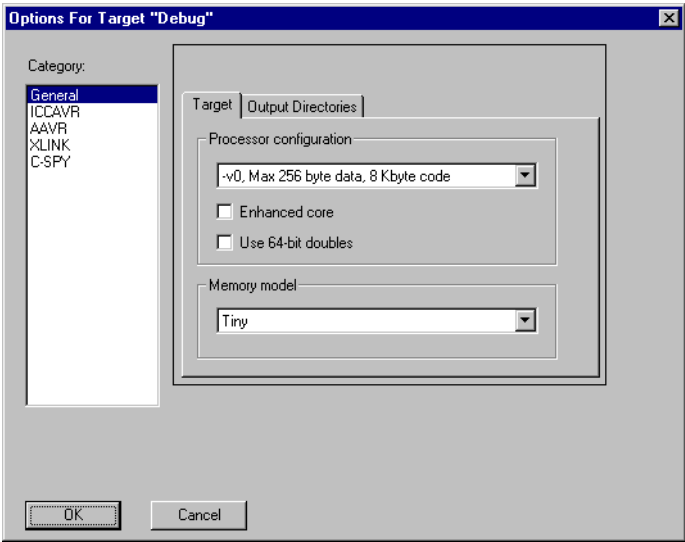 Options For Target "Debug"
Category:
General
ICCAVR
AAVR
XLINK
C-SPY
Target
Output Directories
Processor configuration
-v0, Max 256 byte data, 8 Kbyte code
Enhanced core
Use 64-bit doubles
Memory model
Tiny
OK
Cancel